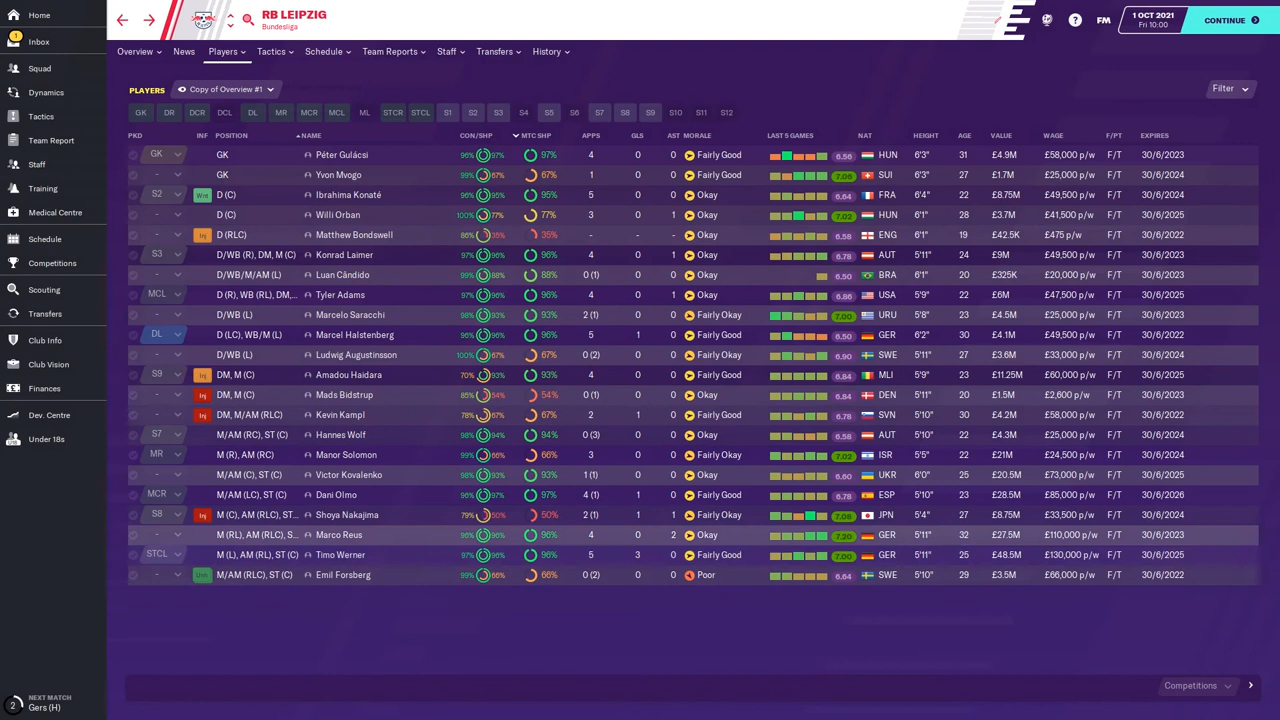 RB LEIPZIG
Bundesliga
1 OCT 2021
Fri 10:00
CONTINUE
FM
1
Home
Inbox
Squad
Dynamics
Tactics
Team Report
Staff
Training
Medical Centre
Schedule
Competitions
Scouting
Transfers
Club Info
Club Vision
Finances
Dev. Centre
Under 18s
NEXT MATCH
2 Gers (H)
Overview News Players Tactics Schedule Team Reports Staff Transfers History
PLAYERS Copy of Overview #1 Filter
GK DR DCR DCL DL MR MCR MCL ML STCR STCL S1 S2 S3 S4 S5 S6 S7 S8 S9 S10 S11 S12
PKD INF POSITION NAME CON/SHP MTC SHP APPS GLS AST MORALE LAST 5 GAMES NAT HEIGHT AGE VALUE WAGE F/PT EXPIRES
GK GK Péter Gulácsi 96% 97% 97% 4 0 0 Fairly Good 6.56 HUN 6'3" 31 £4.9M £58,000 p/w F/T 30/6/2023
- GK Yvon Mvogo 99% 67% 67% 1 0 0 Fairly Good 7.06 SUI 6'3" 27 £1.7M £25,000 p/w F/T 30/6/2023
S2 Wnt D (C) Ibrahima Konaté 96% 95% 95% 5 0 0 Okay 6.64 FRA 6'4" 22 £8.75M £49,500 p/w F/T 30/6/2024
- D (C) Willi Orban 100% 77% 77% 3 0 1 Okay 7.02 HUN 6'1" 28 £3.7M £41,500 p/w F/T 30/6/2025
- Inj D (RLC) Matthew Bondswell 86% 35% 35% - - - Okay 6.58 ENG 6'1" 19 £42.5K £475 p/w F/T 30/6/2022
S3 D/WB (R), DM, M (C) Konrad Laimer 97% 96% 96% 4 0 1 Okay 6.78 AUT 5'11" 24 £9M £49,500 p/w F/T 30/6/2023
- D/WB/M/AM (L) Luan Cândido 99% 88% 88% 0 (1) 0 0 Okay 6.50 BRA 6'1" 20 £325K £20,000 p/w F/T 30/6/2023
MCL D (R), WB (RL), DM,... Tyler Adams 97% 96% 96% 4 0 1 Okay 6.86 USA 5'9" 22 £6M £47,500 p/w F/T 30/6/2025
- D/WB (L) Marcelo Saracchi 98% 93% 93% 2 (1) 0 0 Fairly Okay 7.00 URU 5'8" 23 £4.5M £25,000 p/w F/T 30/6/2023
DL D (LC), WB/M (L) Marcel Halstenberg 96% 96% 96% 5 1 0 Okay 6.50 GER 6'2" 30 £4.1M £49,500 p/w F/T 30/6/2022
- D/WB (L) Ludwig Augustinsson 100% 67% 67% 0 (2) 0 0 Fairly Okay 6.90 SWE 5'11" 27 £3.6M £33,000 p/w F/T 30/6/2024
S9 Inj DM, M (C) Amadou Haidara 70% 93% 93% 4 0 0 Fairly Good 6.84 MLI 5'9" 23 £11.25M £60,000 p/w F/T 30/6/2025
- Inj DM, M (C) Mads Bidstrup 85% 54% 54% 0 (1) 0 0 Okay 6.84 DEN 5'11" 20 £1.5M £2,600 p/w F/T 30/6/2023
- Inj DM, M/AM (RLC) Kevin Kampl 78% 67% 67% 2 1 0 Fairly Good 6.78 SVN 5'10" 30 £4.2M £58,000 p/w F/T 30/6/2022
S7 M/AM (RC), ST (C) Hannes Wolf 98% 94% 94% 0 (3) 0 0 Okay 6.58 AUT 5'10" 22 £4.3M £25,000 p/w F/T 30/6/2024
MR M (R), AM (RC) Manor Solomon 99% 66% 66% 3 0 0 Fairly Okay 7.02 ISR 5'5" 22 £21M £24,500 p/w F/T 30/6/2024
- M/AM (C), ST (C) Victor Kovalenko 98% 93% 93% 1 (1) 0 0 Okay 6.60 UKR 6'0" 25 £20.5M £73,000 p/w F/T 30/6/2025
MCR M/AM (LC), ST (C) Dani Olmo 96% 97% 97% 4 (1) 1 0 Fairly Good 6.78 ESP 5'10" 23 £28.5M £85,000 p/w F/T 30/6/2026
S8 Inj M (C), AM (RLC), ST... Shoya Nakajima 79% 50% 50% 2 (1) 1 1 Fairly Okay 7.08 JPN 5'4" 27 £8.75M £33,500 p/w F/T 30/6/2024
- M (RL), AM (RLC), S... Marco Reus 98% 96% 96% 4 0 2 Okay 7.20 GER 5'11" 32 £27.5M £110,000 p/w F/T 30/6/2023
STCL M (L), AM (RL), ST (C) Timo Werner 97% 96% 96% 5 3 0 Fairly Good 7.00 GER 5'11" 25 £48.5M £130,000 p/w F/T 30/6/2025
- Unh M/AM (RLC), ST (C) Emil Forsberg 99% 66% 66% 0 (2) 0 0 Poor 6.64 SWE 5'10" 29 £3.5M £66,000 p/w F/T 30/6/2022
Competitions